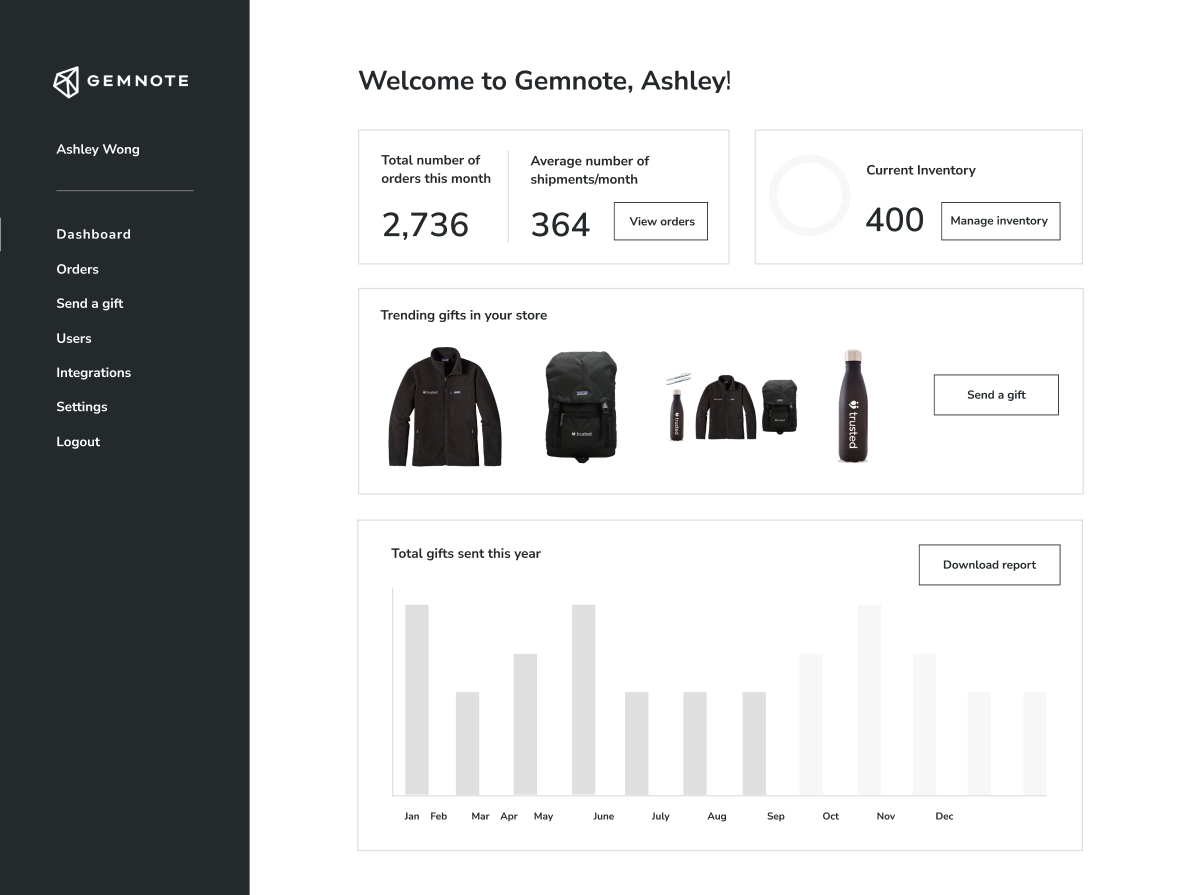 GEMNOTE
Ashley Wong
Dashboard
Orders
Send a gift
Users
Integrations
Settings
Logout
Welcome to Gemnote, Ashley!
Total number of
orders this month
2,736
Average number of
shipments/month
364
View orders
Current Inventory
400
Manage inventory
Trending gifts in your store
trusted
trusted
trusted
trusted
Send a gift
Total gifts sent this year
Download report
Jan Feb Mar Apr May June July Aug Sep Oct Nov Dec